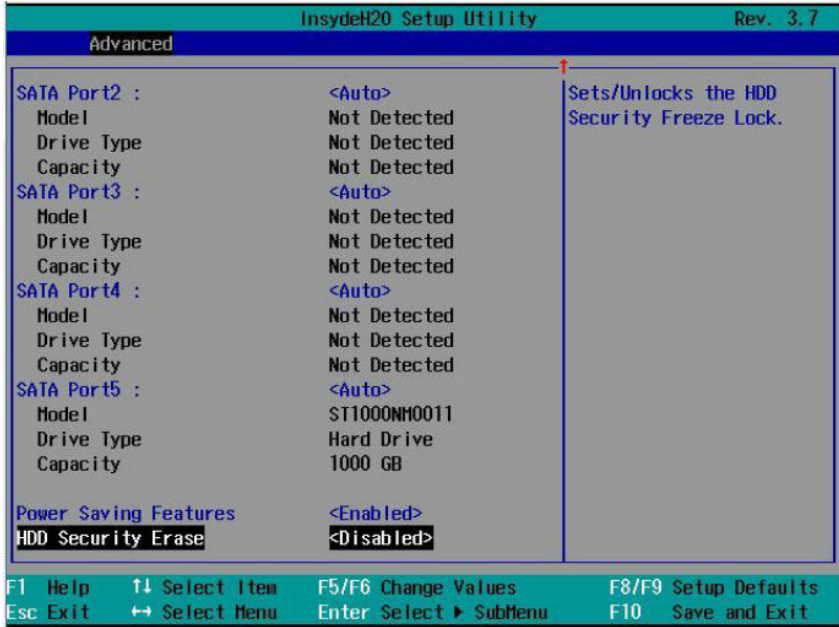 InsydeH20 Setup Utility Rev. 3.7
Advanced
SATA Port2 : <Auto> Sets/Unlocks the HDD
Model Not Detected Security Freeze Lock.
Drive Type Not Detected
Capacity Not Detected
SATA Port3 : <Auto>
Model Not Detected
Drive Type Not Detected
Capacity Not Detected
SATA Port4 : <Auto>
Model Not Detected
Drive Type Not Detected
Capacity Not Detected
SATA Port5 : <Auto>
Model ST1000NM0011
Drive Type Hard Drive
Capacity 1000 GB
Power Saving Features <Enabled>
HDD Security Erase <Disabled>
F1 Help ↑↓ Select Item F5/F6 Change Values F8/F9 Setup Defaults
Esc Exit ↔ Select Menu Enter Select ▶ SubMenu F10 Save and Exit